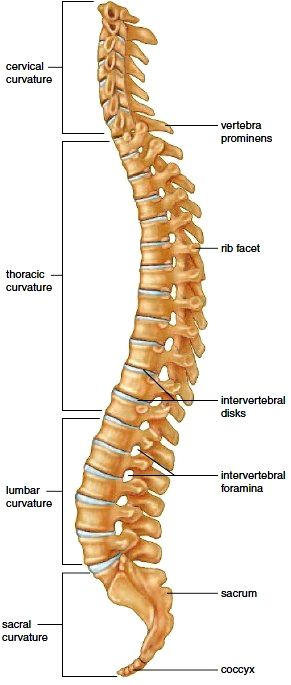 cervical
curvature
vertebra
prominens
rib facet
thoracic
curvature
intervertebral
disks
intervertebral
foramina
lumbar
curvature
sacrum
sacral
curvature
coccyx